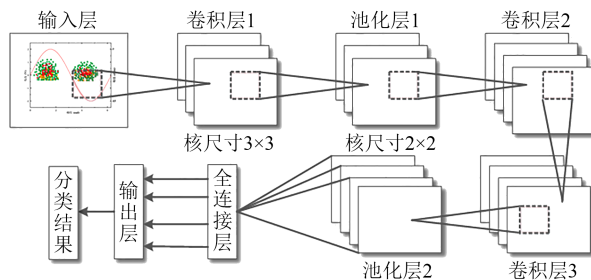 输入层
卷积层1
池化层1
卷积层2
核尺寸3×3
核尺寸2×2
分类结果
输出层
全连接层
池化层2
卷积层3